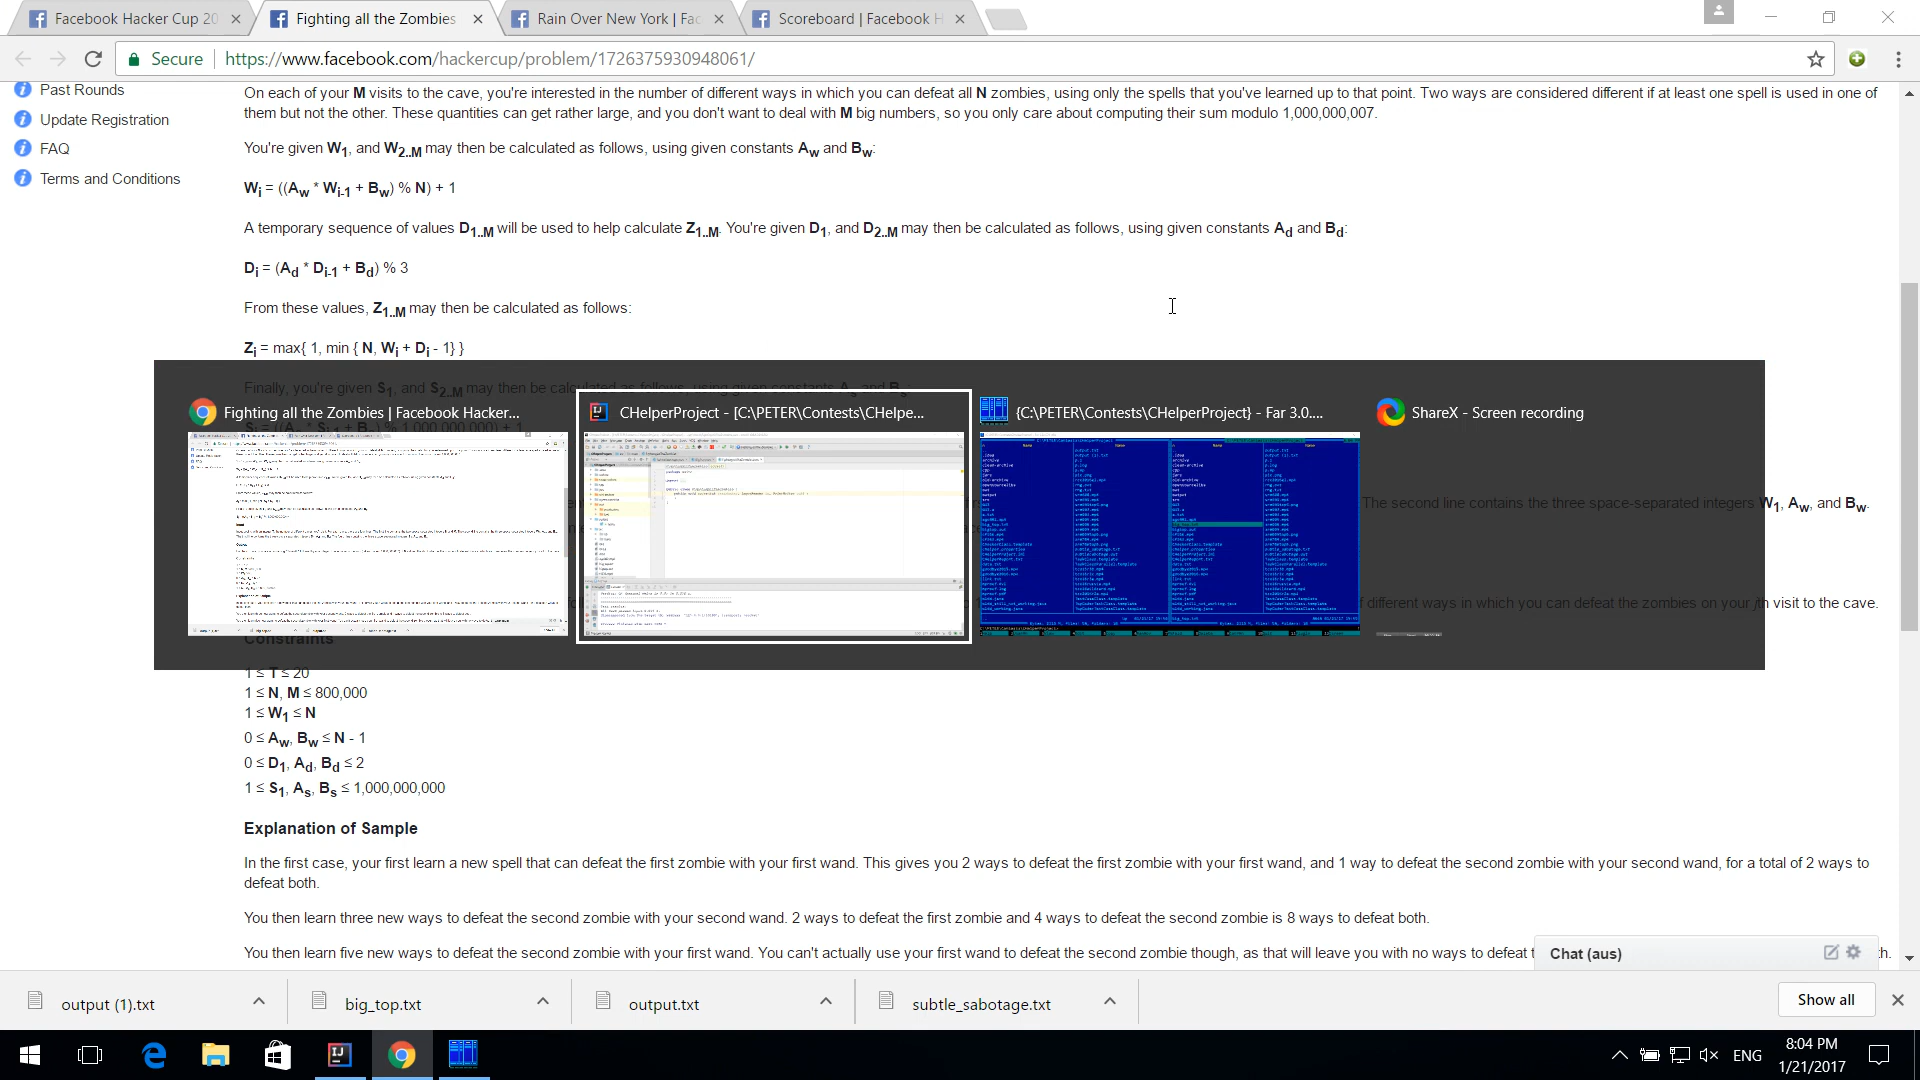 Facebook Hacker Cup 20
Fighting all the Zombies
Rain Over New York | Fac
Scoreboard | Facebook H
Secure
https://www.facebook.com/hackercup/problem/1726375930948061/
Past Rounds
Update Registration
FAQ
Terms and Conditions
On each of your M visits to the cave, you're interested in the number of different ways in which you can defeat all N zombies, using only the spells that you've learned up to that point. Two ways are considered different if at least one spell is used in one of
them but not the other. These quantities can get rather large, and you don't want to deal with M big numbers, so you only care about computing their sum modulo 1,000,000,007.
You're given W1, and W2..M may then be calculated as follows, using given constants Aw and Bw:
Wi = ((Aw * Wi-1 + Bw) % N) + 1
A temporary sequence of values D1..M will be used to help calculate Z1..M. You're given D1, and D2..M may then be calculated as follows, using given constants Ad and Bd:
Di = (Ad * Di-1 + Bd) % 3
From these values, Z1..M may then be calculated as follows:
Zi = max{ 1, min { N, Wi + Di - 1} }
Finally, you're given S1, and S2..M may then be calculated as follows, using given constants As and Bs:
Fighting all the Zombies | Facebook Hacker...
CHelperProject - [C:\PETER\Contests\CHelpe...
{C:\PETER\Contests\CHelperProject} - Far 3.0....
ShareX - Screen recording
The second line contains the three space-separated integers W1, Aw, and Bw.
f different ways in which you can defeat the zombies on your jth visit to the cave.
Constraints
1 ≤ T ≤ 20
1 ≤ N, M ≤ 800,000
1 ≤ W1 ≤ N
0 ≤ Aw, Bw ≤ N - 1
0 ≤ D1, Ad, Bd ≤ 2
1 ≤ S1, As, Bs ≤ 1,000,000,000
Explanation of Sample
In the first case, your first learn a new spell that can defeat the first zombie with your first wand. This gives you 2 ways to defeat the first zombie with your first wand, and 1 way to defeat the second zombie with your second wand, for a total of 2 ways to
defeat both.
You then learn three new ways to defeat the second zombie with your second wand. 2 ways to defeat the first zombie and 4 ways to defeat the second zombie is 8 ways to defeat both.
You then learn five new ways to defeat the second zombie with your first wand. You can't actually use your first wand to defeat the second zombie though, as that will leave you with no ways to defeat t
Chat (aus)
output (1).txt
big_top.txt
output.txt
subtle_sabotage.txt
Show all
ENG
8:04 PM
1/21/2017